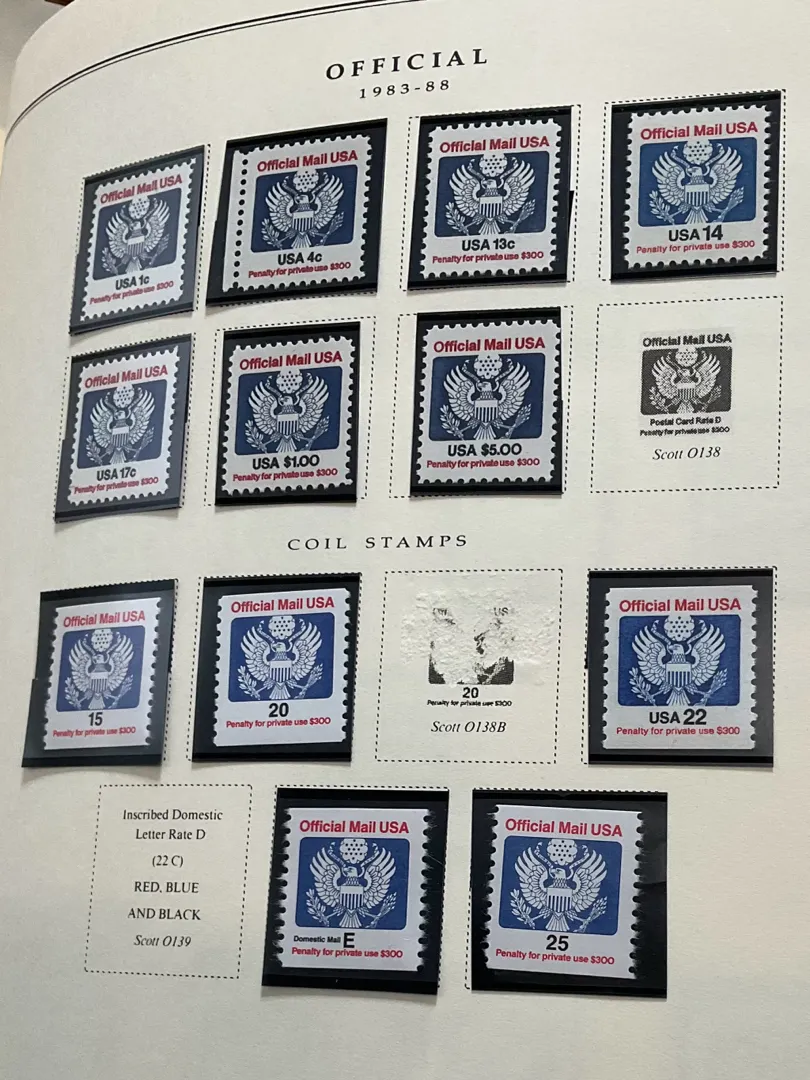 OFFICIAL
1983-88
Official Mail USA
USA 1c
Penalty for private use $300
Official Mail USA
USA 4c
Penalty for private use $300
Official Mail USA
USA 13c
Penalty for private use $300
Official Mail USA
USA 14
Penalty for private use $300
Official Mail USA
USA 17c
Penalty for private use $300
Official Mail USA
USA $1.00
Penalty for private use $300
Official Mail USA
USA $5.00
Penalty for private use $300
Official Mail USA
Postal Card Rate D
Penalty for private use $300
Scott O138
COIL STAMPS
Official Mail USA
15
Penalty for private use $300
Official Mail USA
20
Penalty for private use $300
US
20
Penalty for private use $300
Scott O138B
Official Mail USA
USA 22
Penalty for private use $300
Inscribed Domestic
Letter Rate D
(22 C)
RED, BLUE
AND BLACK
Scott O139
Official Mail USA
Domestic Mail E
Penalty for private use $300
Official Mail USA
25
Penalty for private use $300